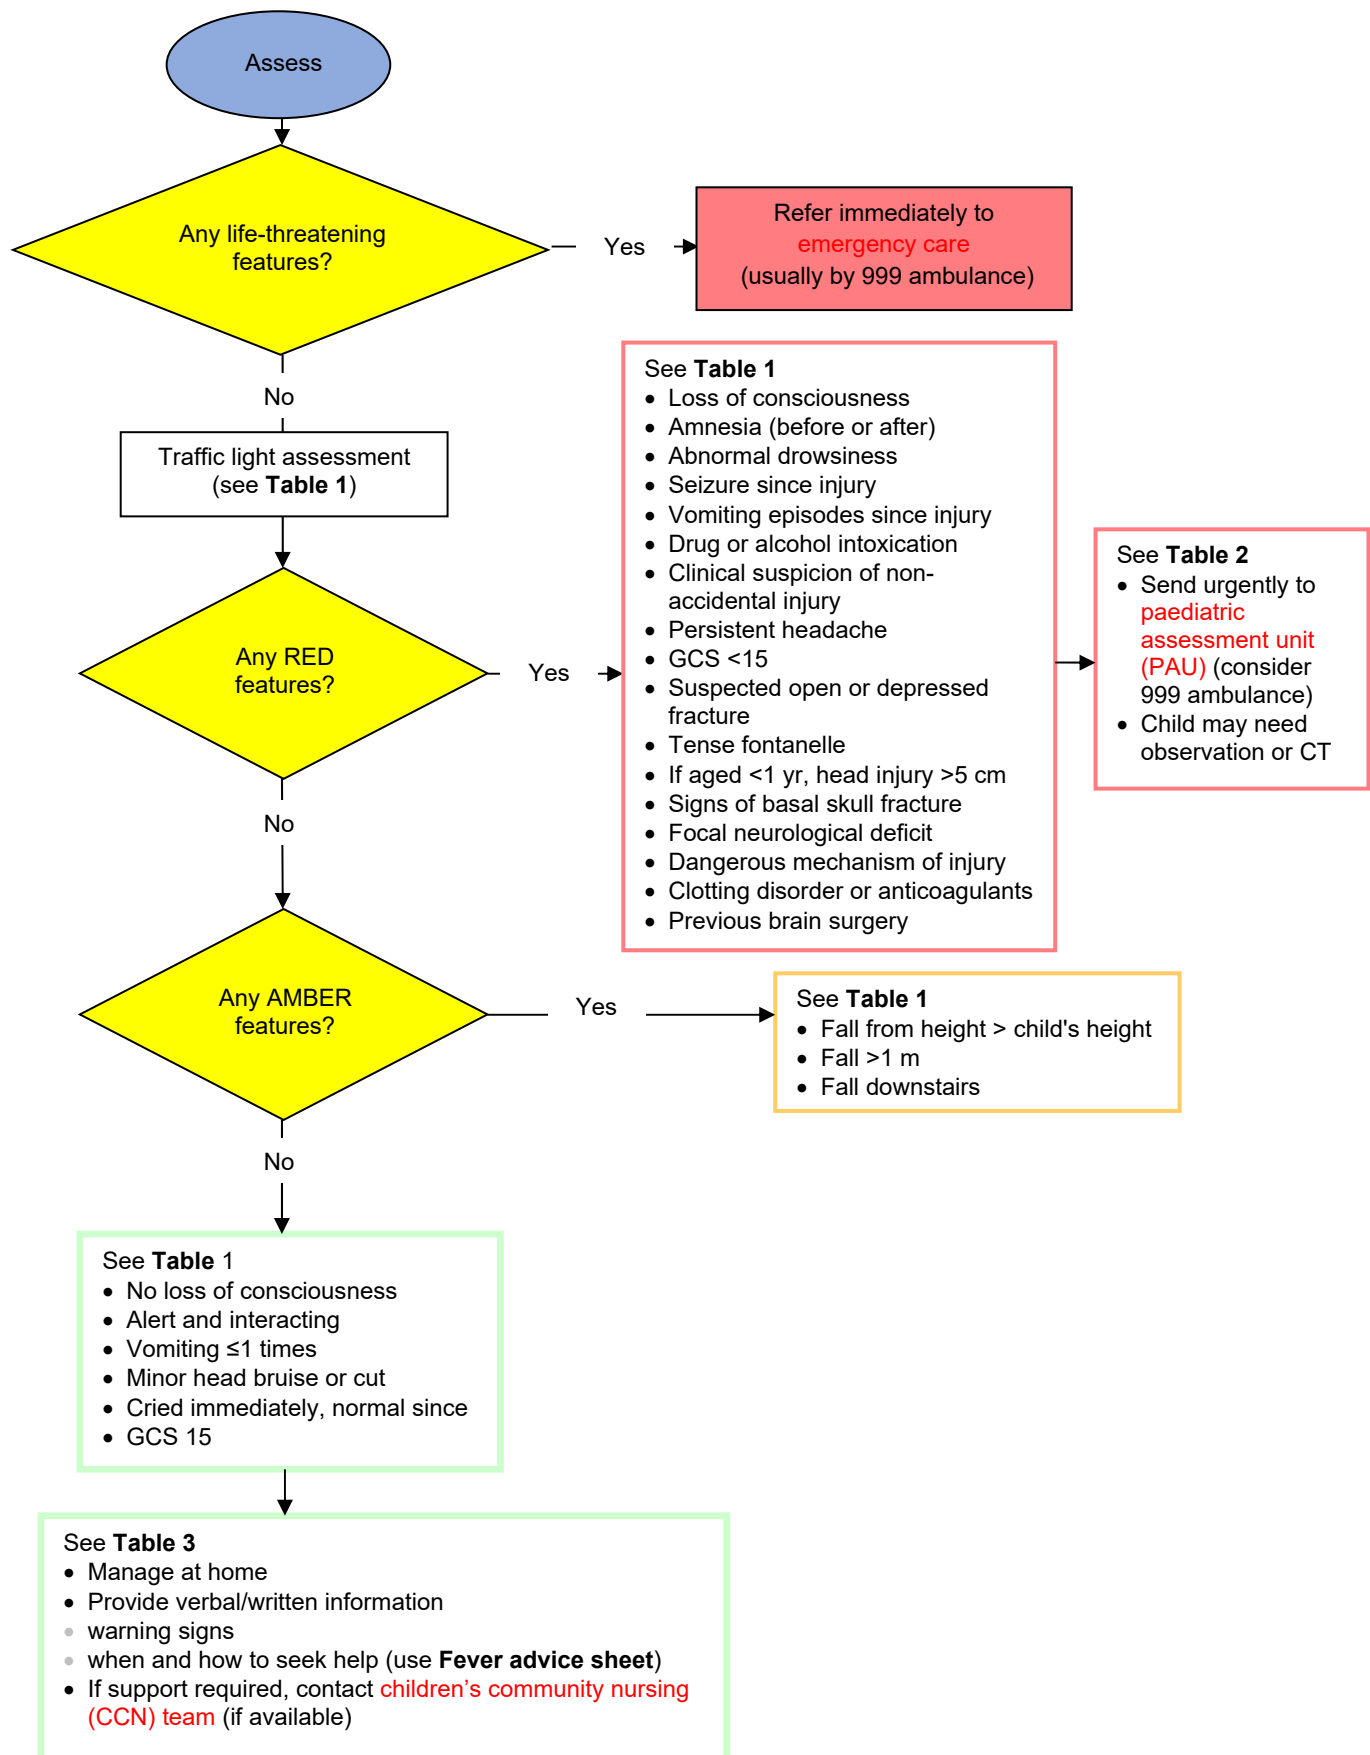 Assess
Any life-threatening
features?
Yes
Refer immediately to
emergency care
(usually by 999 ambulance)
No
Traffic light assessment
(see Table 1)
Any RED
features?
Yes
See Table 1
• Loss of consciousness
• Amnesia (before or after)
• Abnormal drowsiness
• Seizure since injury
• Vomiting episodes since injury
• Drug or alcohol intoxication
• Clinical suspicion of non-
accidental injury
• Persistent headache
• GCS <15
• Suspected open or depressed
fracture
• Tense fontanelle
• If aged <1 yr, head injury >5 cm
• Signs of basal skull fracture
• Focal neurological deficit
• Dangerous mechanism of injury
• Clotting disorder or anticoagulants
• Previous brain surgery
See Table 2
• Send urgently to
paediatric
assessment unit
(PAU) (consider
999 ambulance)
• Child may need
observation or CT
No
Any AMBER
features?
Yes
See Table 1
• Fall from height > child's height
• Fall >1 m
• Fall downstairs
No
See Table 1
• No loss of consciousness
• Alert and interacting
• Vomiting ≤1 times
• Minor head bruise or cut
• Cried immediately, normal since
• GCS 15
See Table 3
• Manage at home
• Provide verbal/written information
• warning signs
• when and how to seek help (use Fever advice sheet)
• If support required, contact children’s community nursing
(CCN) team (if available)